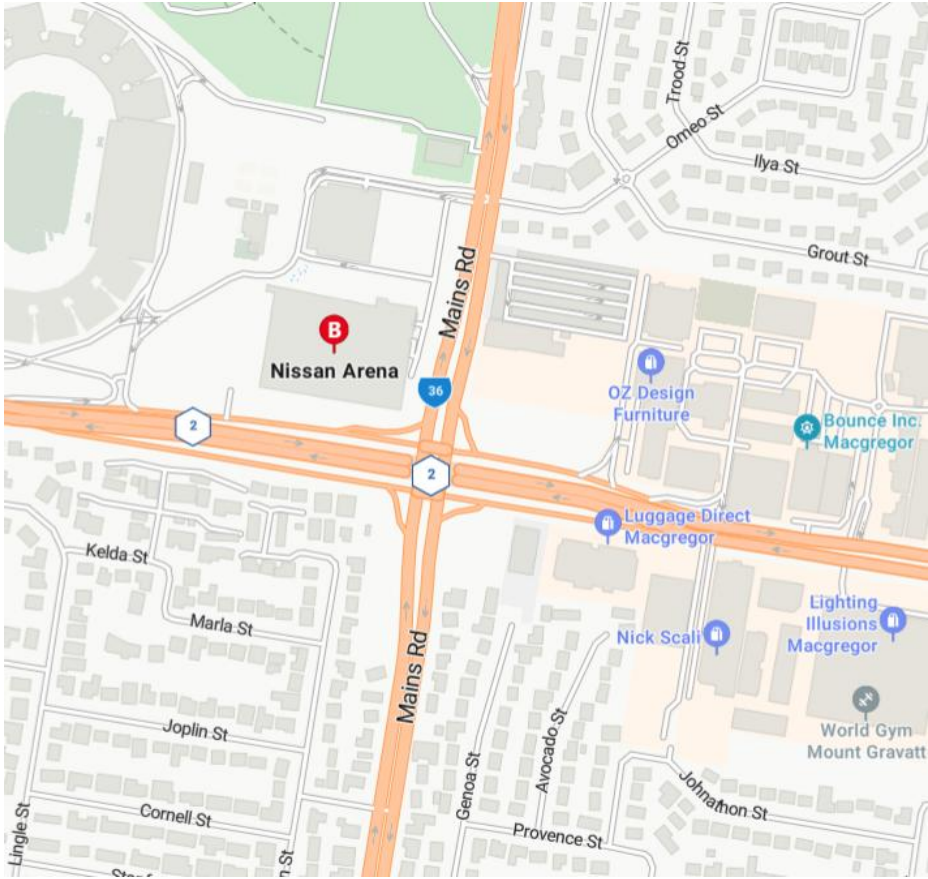 Trood St
Omeo St
Ilya St
Grout St
Mains Rd
B
Nissan Arena
36
OZ Design
Furniture
2
Bounce Inc.
Macgregor
2
Luggage Direct
Macgregor
Kelda St
Marla St
Lighting
Illusions
Macgregor
Nick Scali
Mains Rd
World Gym
Mount Gravatt
Joplin St
Avocado St
Genoa St
Johnathon St
Cornell St
Provence St
Lingle St
n St